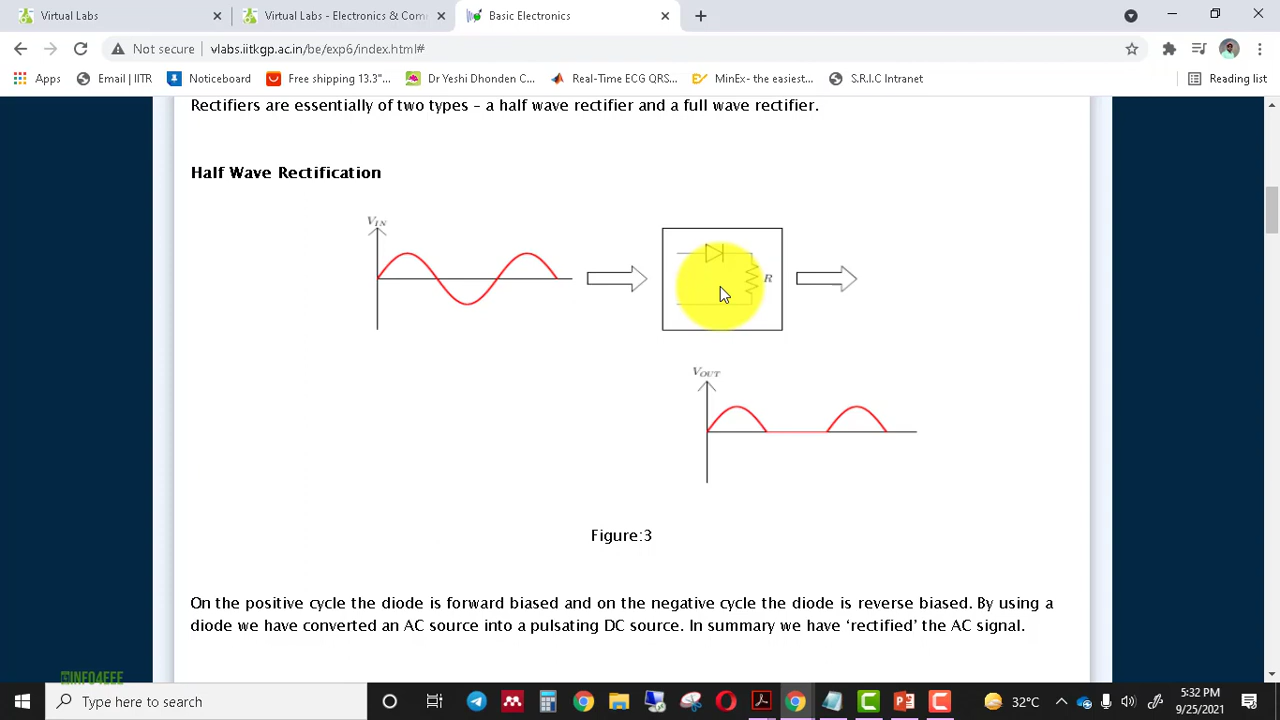 Virtual Labs
Virtual Labs - Electronics & Com
Basic Electronics
Not secure
vlabs.iitkgp.ac.in/be/exp6/index.html#
Apps
Email | IITR
Noticeboard
Free shipping 13.3"...
Dr Yeshi Dhonden C...
Real-Time ECG QRS...
S.R.I.C Intranet
Reading list
Rectifiers are essentially of two types – a half wave rectifier and a full wave rectifier.
Half Wave Rectification
VIN
R
VOUT
Figure:3
On the positive cycle the diode is forward biased and on the negative cycle the diode is reverse biased. By using a
diode we have converted an AC source into a pulsating DC source. In summary we have ‘rectified’ the AC signal.
INFO4EEE
Type here to search
32°C
5:32 PM
9/25/2021